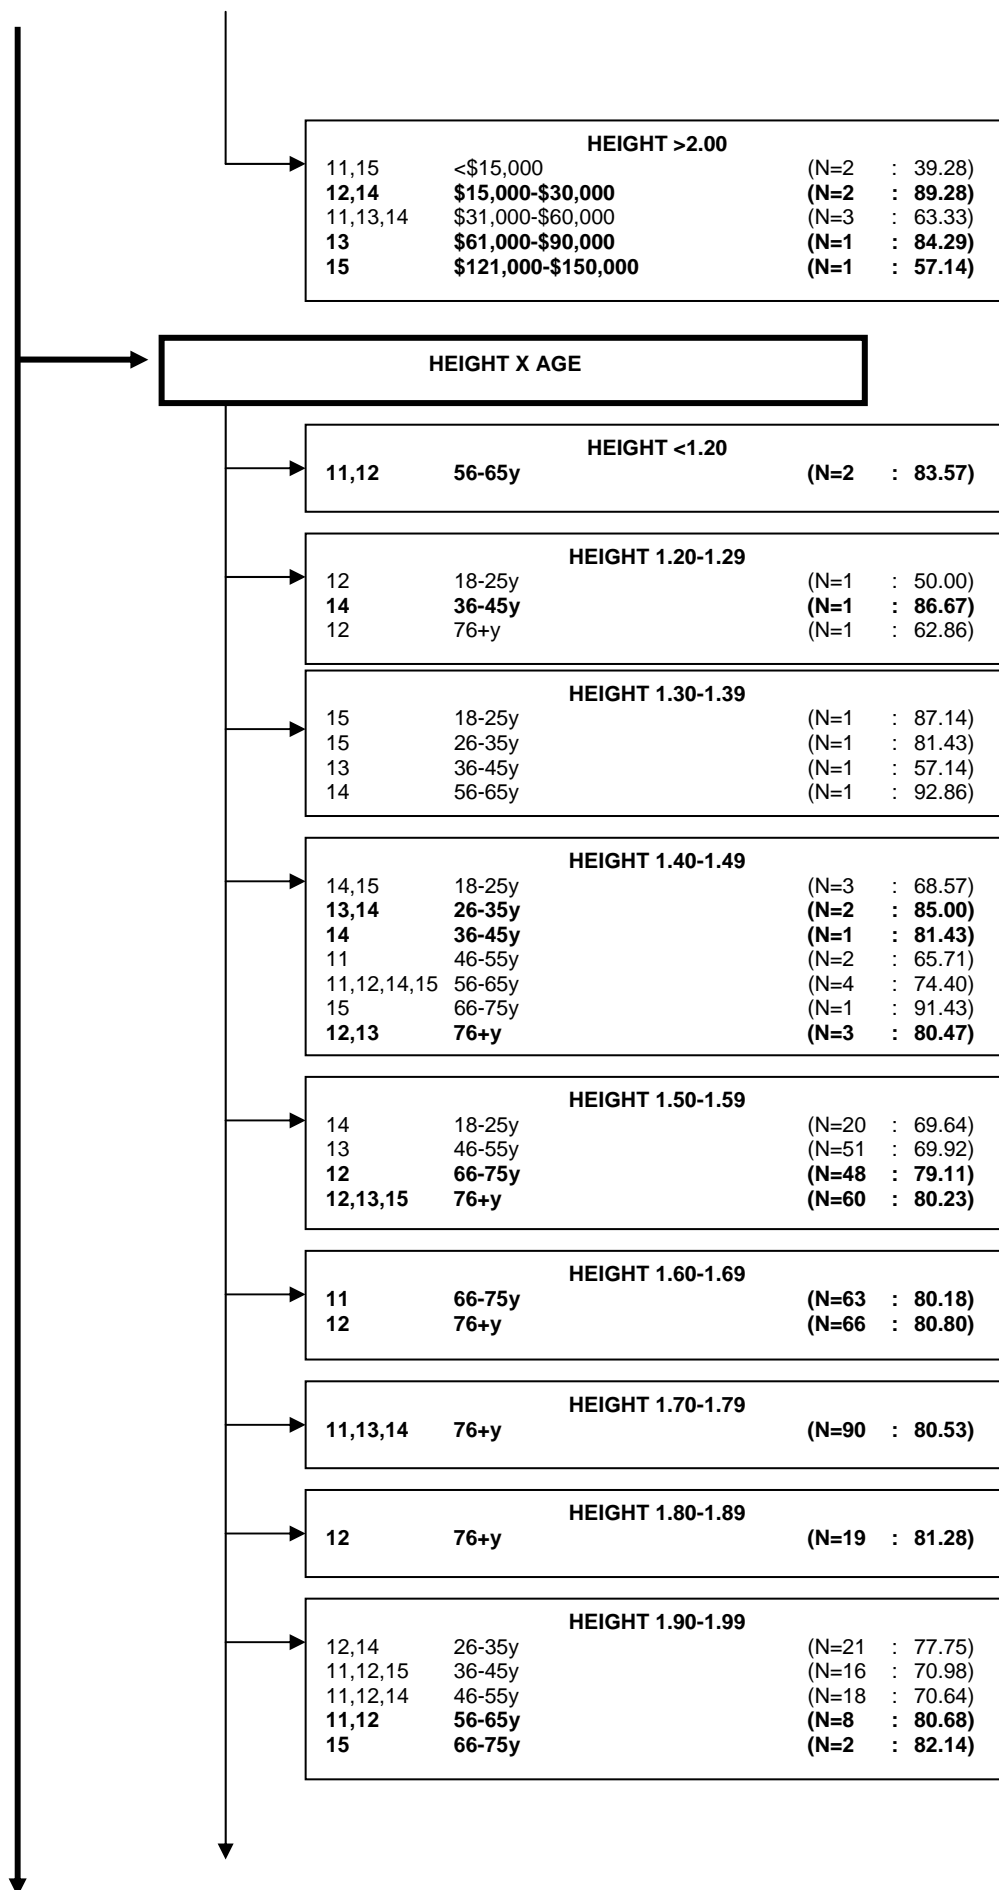 HEIGHT >2.00
11,15 <$15,000 (N=2 : 39.28)
12,14 $15,000-$30,000 (N=2 : 89.28)
11,13,14 $31,000-$60,000 (N=3 : 63.33)
13 $61,000-$90,000 (N=1 : 84.29)
15 $121,000-$150,000 (N=1 : 57.14)
HEIGHT X AGE
HEIGHT <1.20
11,12 56-65y (N=2 : 83.57)
HEIGHT 1.20-1.29
12 18-25y (N=1 : 50.00)
14 36-45y (N=1 : 86.67)
12 76+y (N=1 : 62.86)
HEIGHT 1.30-1.39
15 18-25y (N=1 : 87.14)
15 26-35y (N=1 : 81.43)
13 36-45y (N=1 : 57.14)
14 56-65y (N=1 : 92.86)
HEIGHT 1.40-1.49
14,15 18-25y (N=3 : 68.57)
13,14 26-35y (N=2 : 85.00)
14 36-45y (N=1 : 81.43)
11 46-55y (N=2 : 65.71)
11,12,14,15 56-65y (N=4 : 74.40)
15 66-75y (N=1 : 91.43)
12,13 76+y (N=3 : 80.47)
HEIGHT 1.50-1.59
14 18-25y (N=20 : 69.64)
13 46-55y (N=51 : 69.92)
12 66-75y (N=48 : 79.11)
12,13,15 76+y (N=60 : 80.23)
HEIGHT 1.60-1.69
11 66-75y (N=63 : 80.18)
12 76+y (N=66 : 80.80)
HEIGHT 1.70-1.79
11,13,14 76+y (N=90 : 80.53)
HEIGHT 1.80-1.89
12 76+y (N=19 : 81.28)
HEIGHT 1.90-1.99
12,14 26-35y (N=21 : 77.75)
11,12,15 36-45y (N=16 : 70.98)
11,12,14 46-55y (N=18 : 70.64)
11,12 56-65y (N=8 : 80.68)
15 66-75y (N=2 : 82.14)